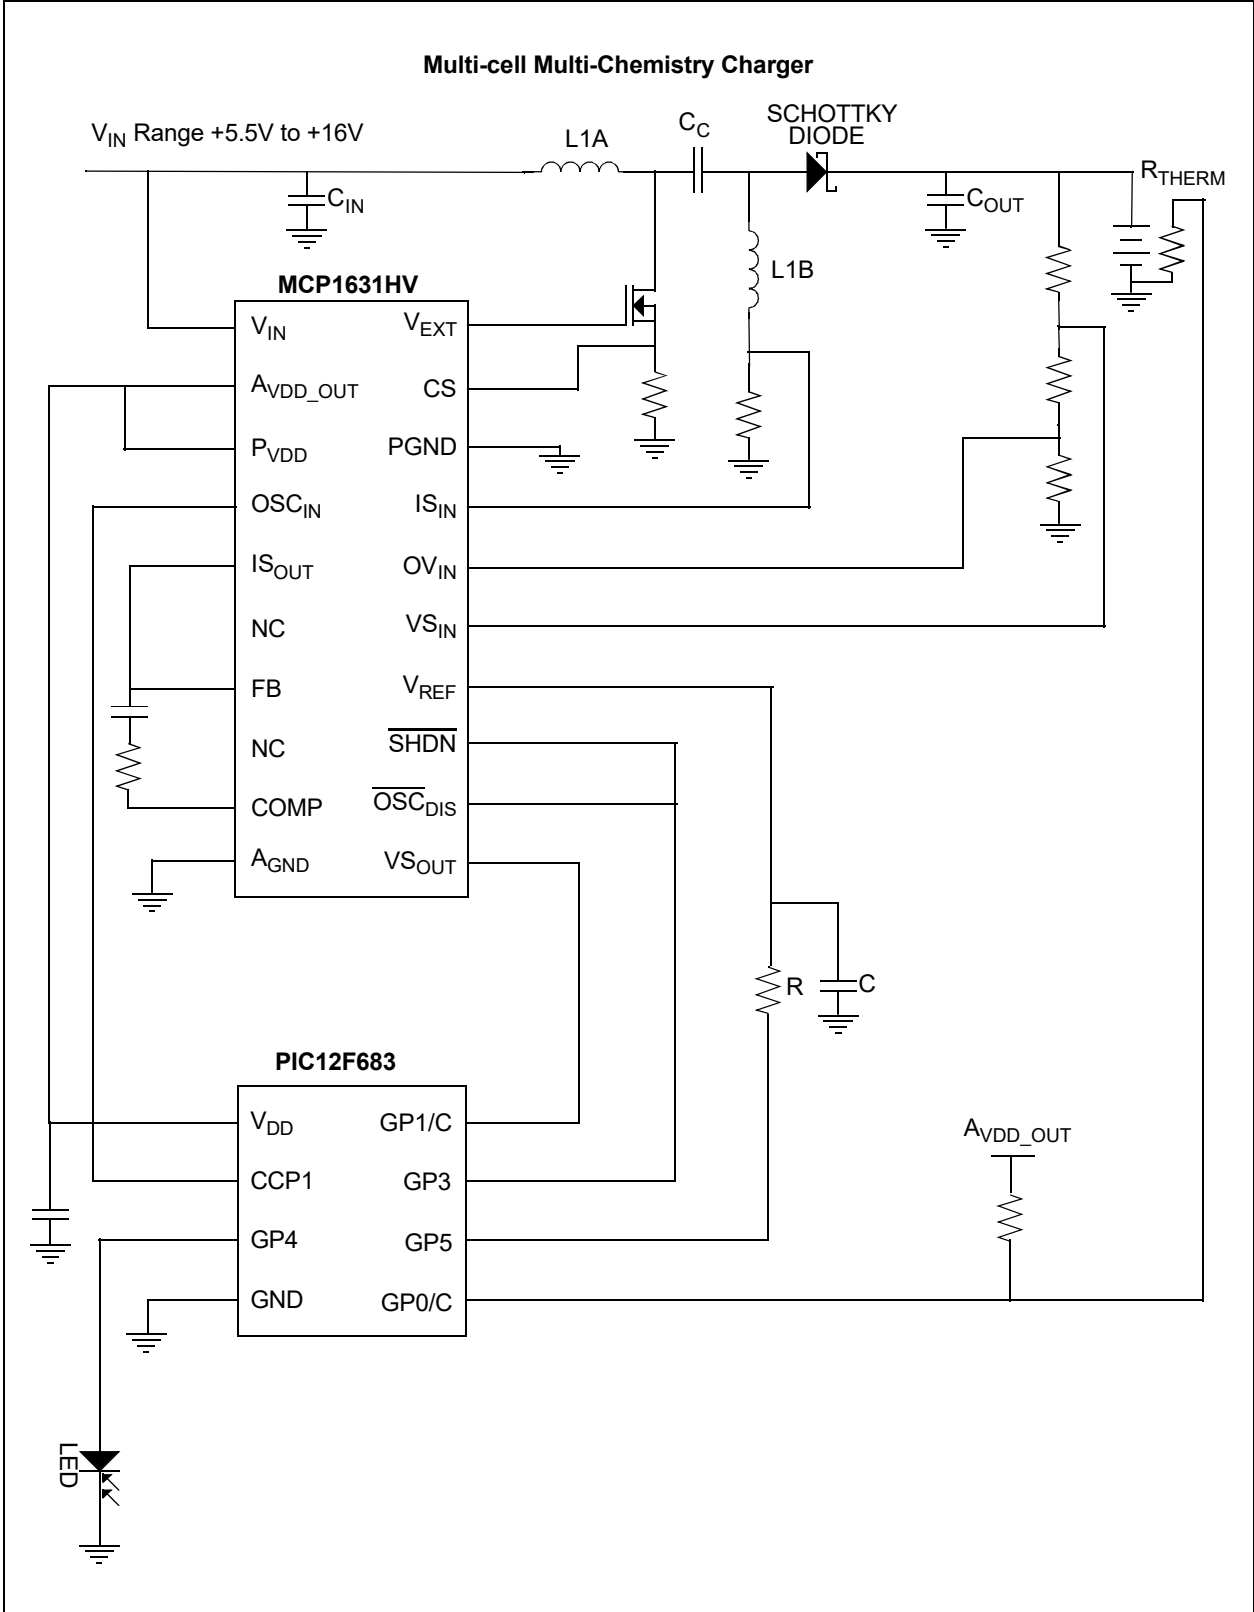 Multi-cell Multi-Chemistry Charger
VIN Range +5.5V to +16V
L1A
CC
SCHOTTKY
DIODE
RTHERM
CIN
COUT
L1B
MCP1631HV
VIN
VEXT
AVDD_OUT
CS
PVDD
PGND
OSCIN
ISIN
ISOUT
OVIN
NC
VSIN
FB
VREF
NC
SHDN
COMP
OSCDIS
AGND
VSOUT
R
C
PIC12F683
VDD
GP1/C
AVDD_OUT
CCP1
GP3
GP4
GP5
GND
GP0/C
LED